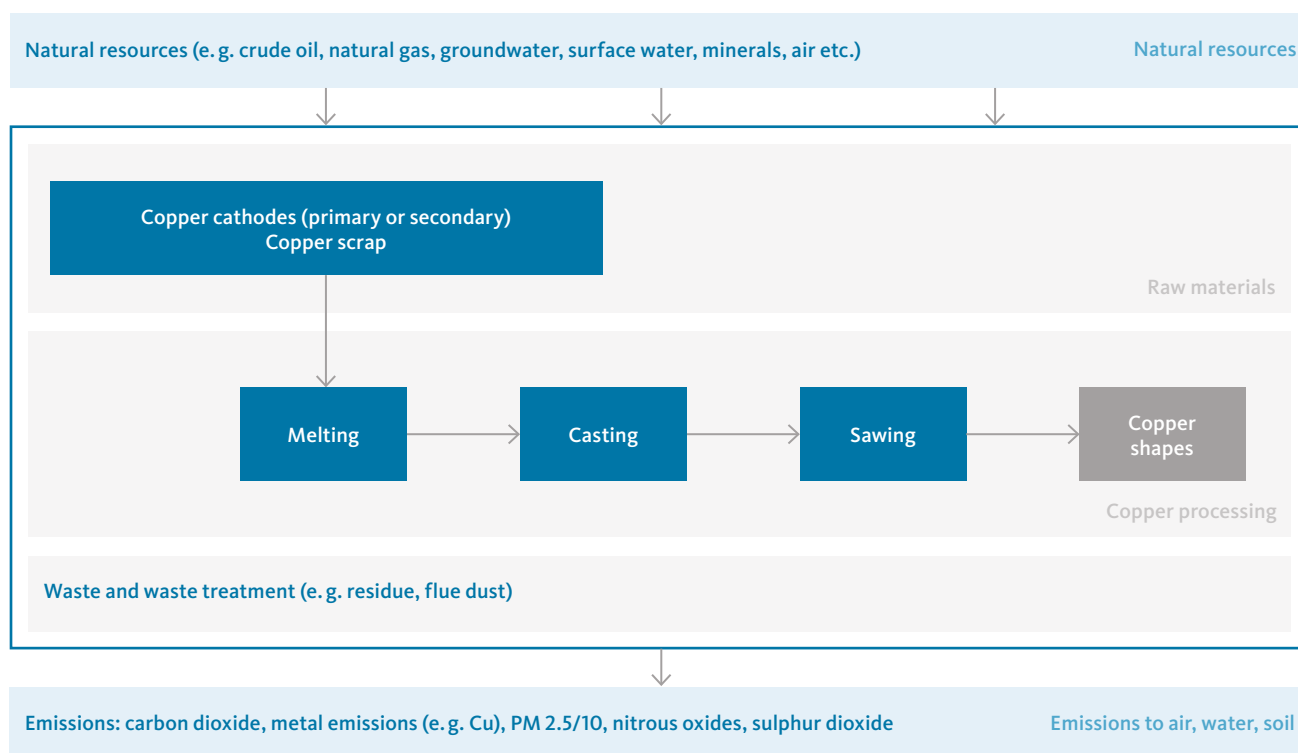 Natural resources (e. g. crude oil, natural gas, groundwater, surface water, minerals, air etc.)
Natural resources
Copper cathodes (primary or secondary)
Copper scrap
Raw materials
Melting
Casting
Sawing
Copper
shapes
Copper processing
Waste and waste treatment (e. g. residue, flue dust)
Emissions: carbon dioxide, metal emissions (e. g. Cu), PM 2.5/10, nitrous oxides, sulphur dioxide
Emissions to air, water, soil